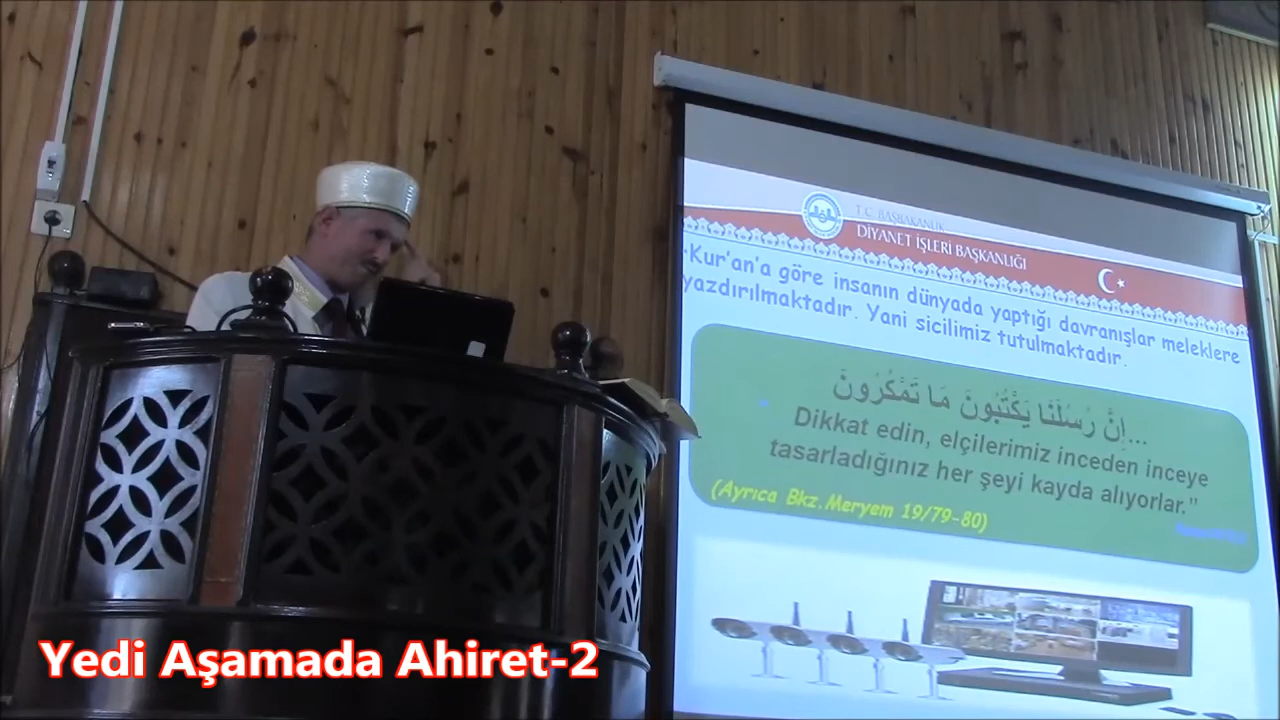 T.C. BAŞBAKANLIK
DİYANET İŞLERİ BAŞKANLIĞI
Kur'an'a göre insanın dünyada yaptığı davranışlar meleklere
yazdırılmaktadır. Yani sicilimiz tutulmaktadır.
...اِنَّ رُسُلَنَا يَكْتُبُونَ مَا تَمْكُرُونَ
Dikkat edin, elçilerimiz inceden inceye
tasarladığınız her şeyi kayda alıyorlar.”
(Ayrıca Bkz.Meryem 19/79-80)
Yedi Aşamada Ahiret-2